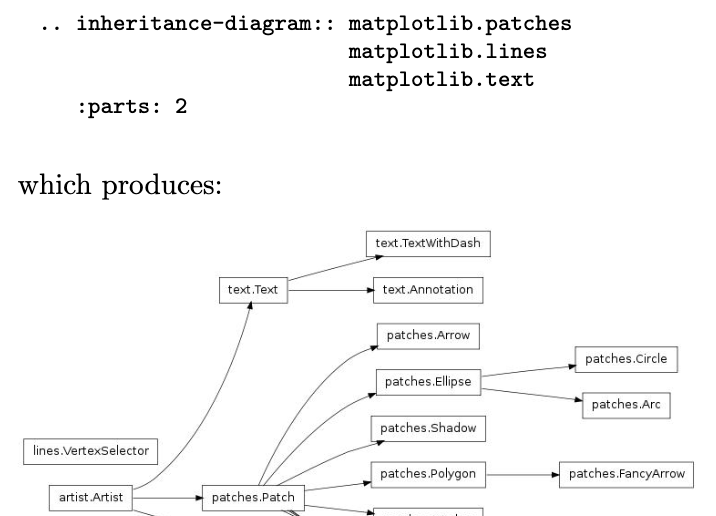 .. inheritance-diagram:: matplotlib.patches
matplotlib.lines
matplotlib.text
:parts: 2
which produces:
text.TextWithDash
text.Text
text.Annotation
patches.Arrow
patches.Circle
patches.Ellipse
patches.Arc
patches.Shadow
lines.VertexSelector
patches.Polygon
patches.FancyArrow
artist.Artist
patches.Patch